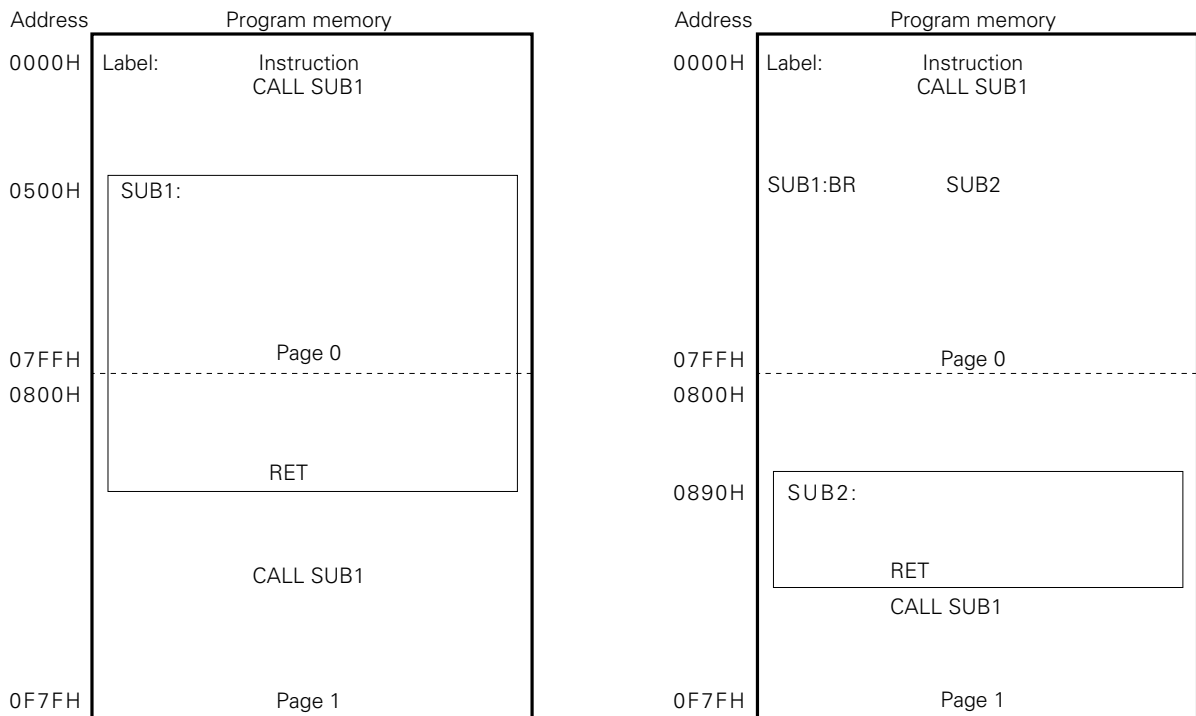 Address Program memory
0000H Label: Instruction
CALL SUB1
0500H SUB1:
07FFH Page 0
0800H
RET
CALL SUB1
0F7FH Page 1
Address Program memory
0000H Label: Instruction
CALL SUB1
SUB1:BR SUB2
07FFH Page 0
0800H
0890H SUB2:
RET
CALL SUB1
0F7FH Page 1